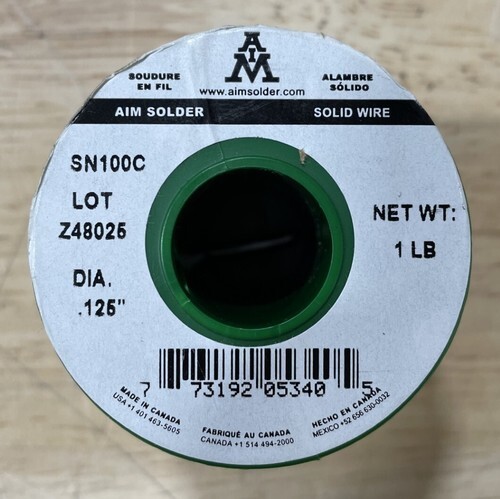 AIM
www.aimsolder.com
SOUDURE
EN FIL
ALAMBRE
SÓLIDO
AIM SOLDER
SOLID WIRE
SN100C
LOT
Z48025
DIA.
.125"
NET WT:
1 LB
7 73192 05340 5
MADE IN CANADA
USA +1 401 463-5605
FABRIQUÉ AU CANADA
CANADA +1 514 494-2000
HECHO EN CANADA
MEXICO +52 656 630-0032